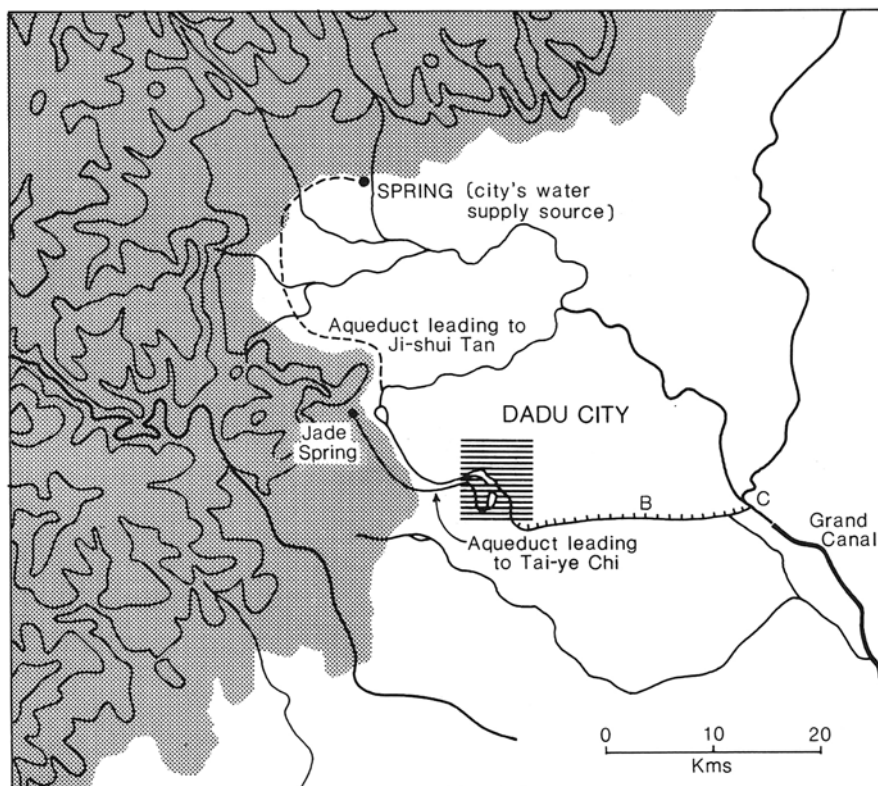 SPRING (city's water
supply source)
Aqueduct leading to
Ji-shui Tan
DADU CITY
Jade
Spring
B
C
Grand
Canal
Aqueduct leading
to Tai-ye Chi
0 10 20
Kms